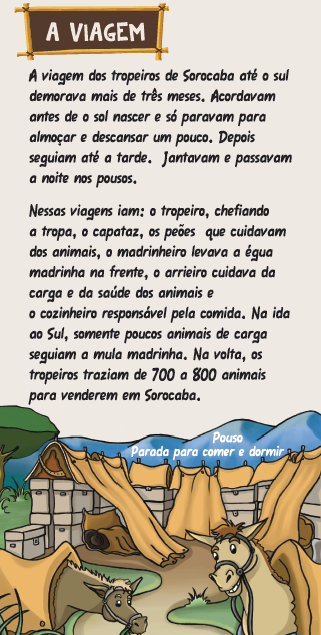 A VIAGEM
A viagem dos tropeiros de Sorocaba até o sul
demorava mais de três meses. Acordavam
antes de o sol nascer e só paravam para
almoçar e descansar um pouco. Depois
seguiam até a tarde. Jantavam e passavam
a noite nos pousos.
Nessas viagens iam: o tropeiro, chefiando
a tropa, o capataz, os peões que cuidavam
dos animais, o madrinheiro levava a égua
madrinha na frente, o arrieiro cuidava da
carga e da saúde dos animais e
o cozinheiro responsável pela comida. Na ida
ao Sul, somente poucos animais de carga
seguiam a mula madrinha. Na volta, os
tropeiros traziam de 700 a 800 animais
para venderem em Sorocaba.
Pouso
Parada para comer e dormir